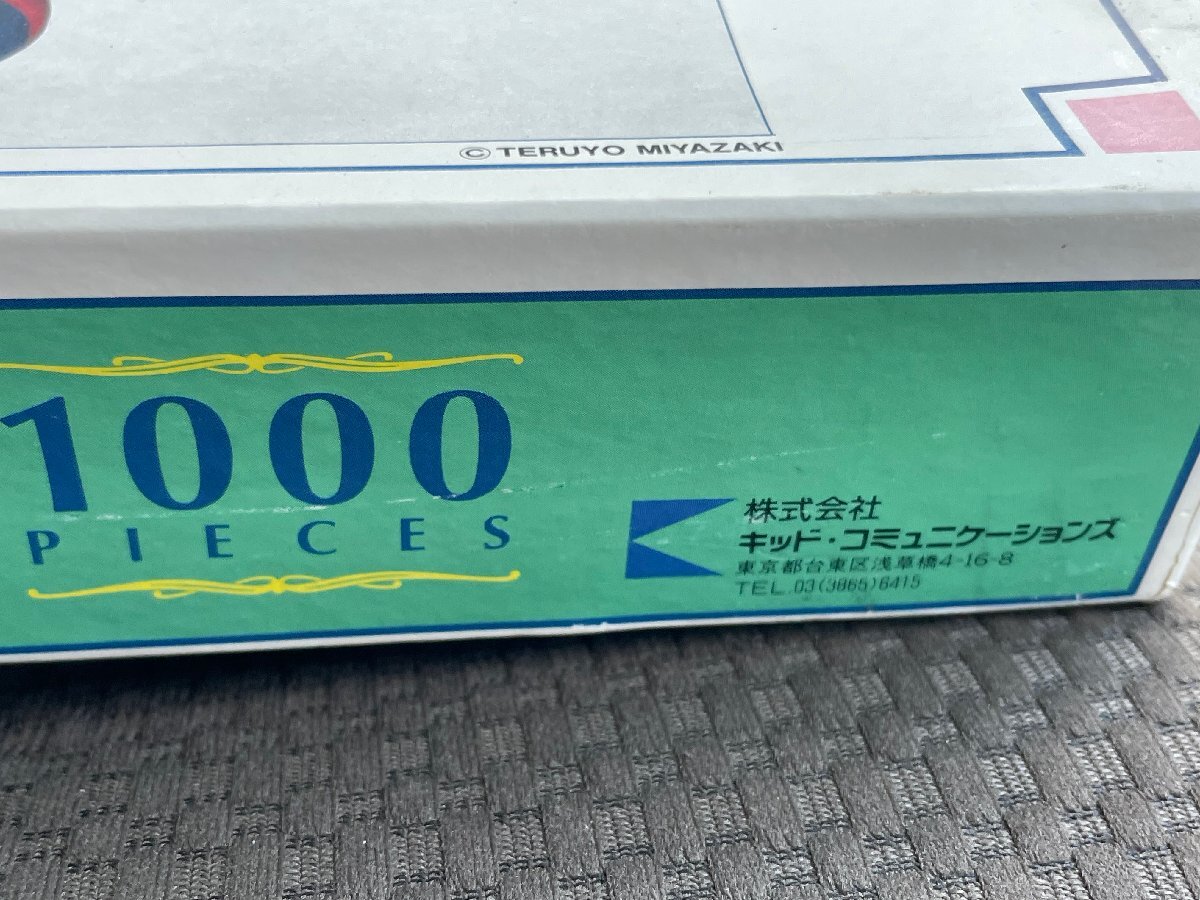 © TERUYO MIYAZAKI
1000
PIECES
株式会社
キッド・コミュニケーションズ
東京都台東区浅草橋4-16-8
TEL.03(3865)6415